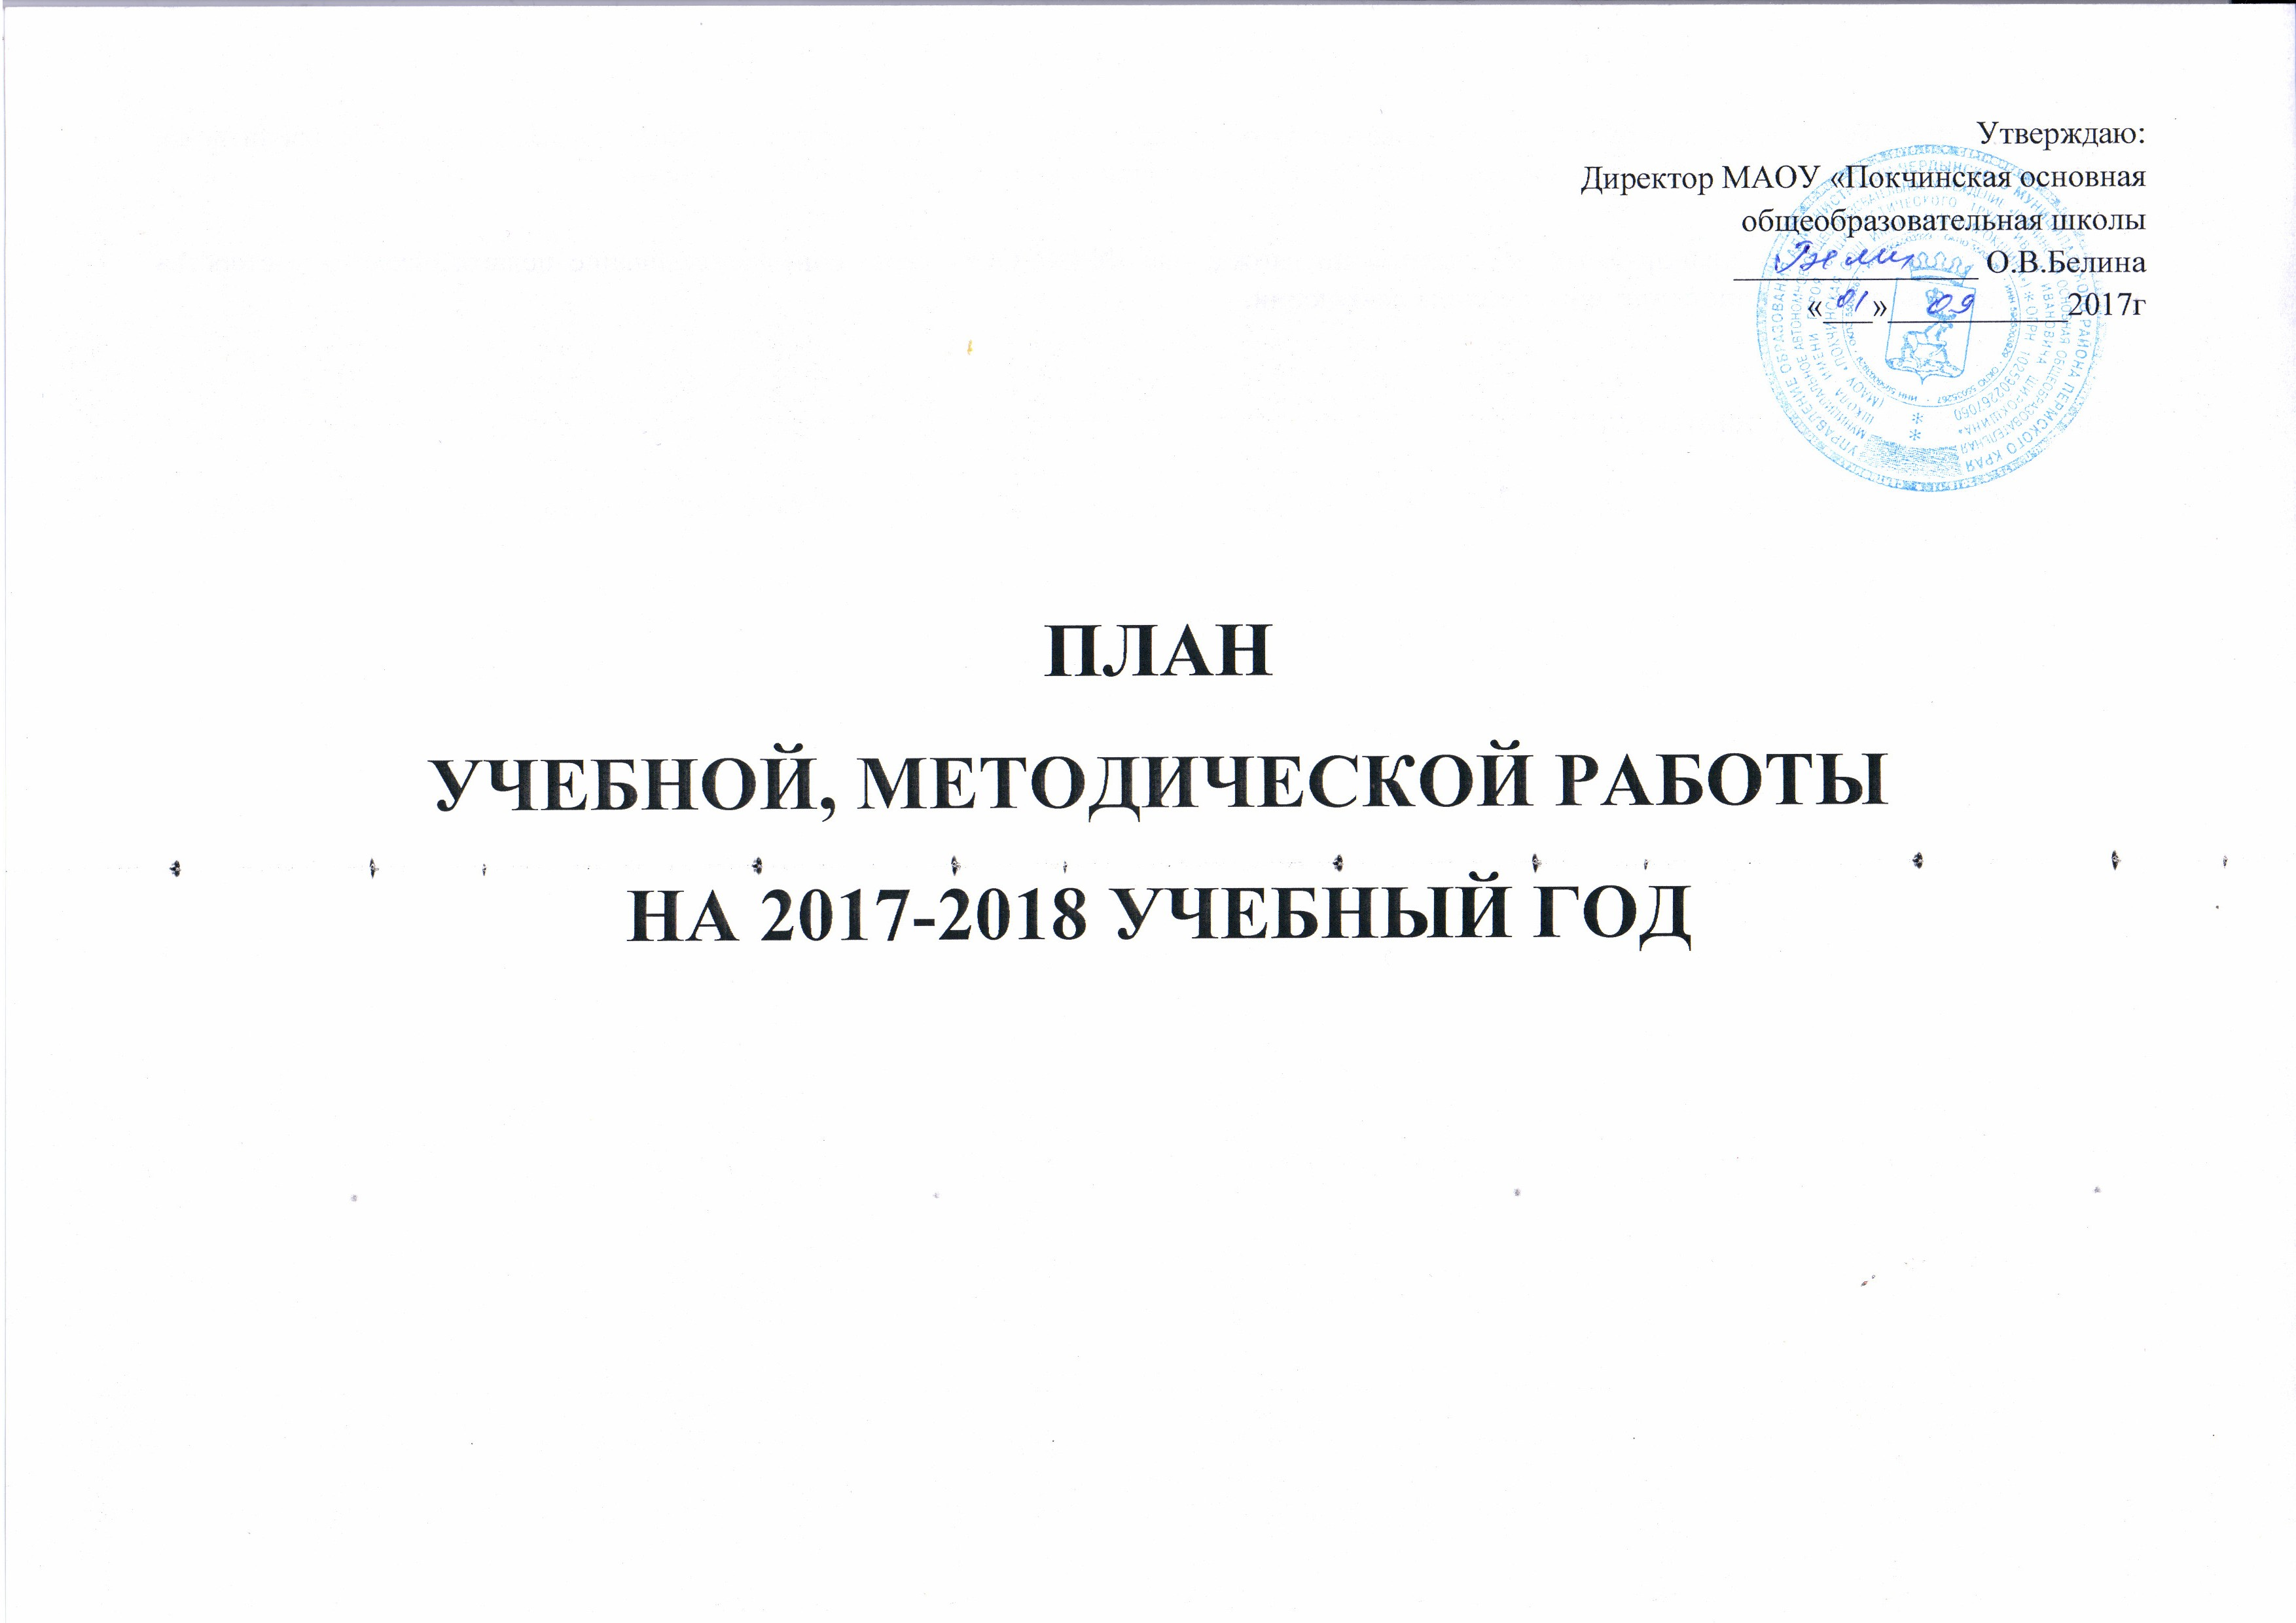 Утверждаю:
Директор МАОУ «Покчинская основная
общеобразовательная школы
О.В.Белина
«01» 09 2017г
ПЛАН
УЧЕБНОЙ, МЕТОДИЧЕСКОЙ РАБОТЫ
НА 2017-2018 УЧЕБНЫЙ ГОД